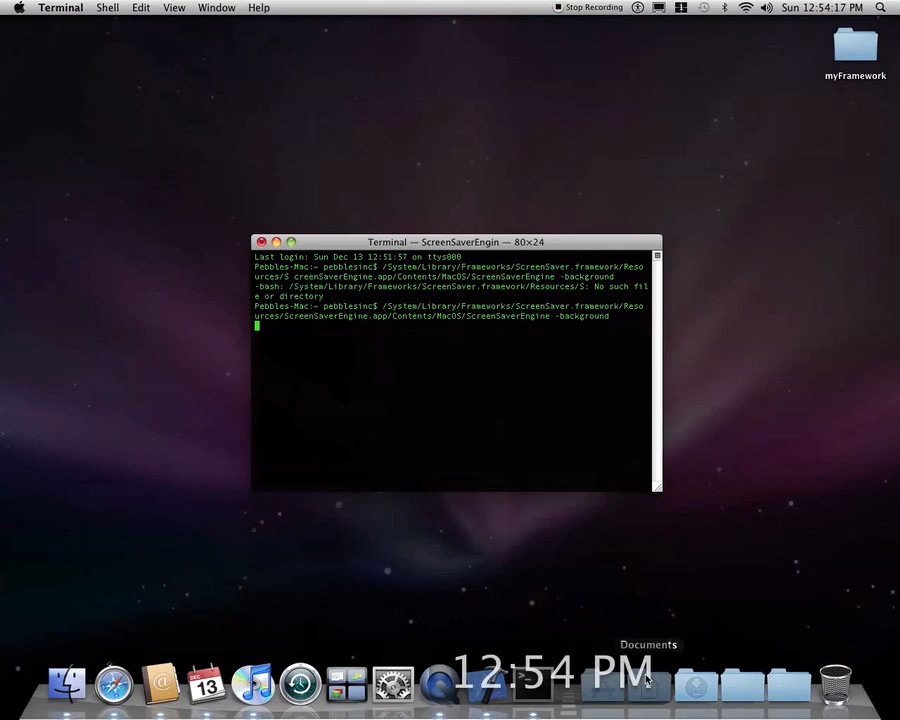 Terminal Shell Edit View Window Help Stop Recording 1 Sun 12:54:17 PM
myFramework
Terminal — ScreenSaverEngin — 80×24
Last login: Sun Dec 13 12:51:57 on ttys000
Pebbles-Mac:~ pebblesinc$ /System/Library/Frameworks/ScreenSaver.framework/Reso
urces/S creenSaverEngine.app/Contents/MacOS/ScreenSaverEngine -background
-bash: /System/Library/Frameworks/ScreenSaver.framework/Resources/S: No such fil
e or directory
Pebbles-Mac:~ pebblesinc$ /System/Library/Frameworks/ScreenSaver.framework/Reso
urces/ScreenSaverEngine.app/Contents/MacOS/ScreenSaverEngine -background
Documents
12:54 PM
DEC
13